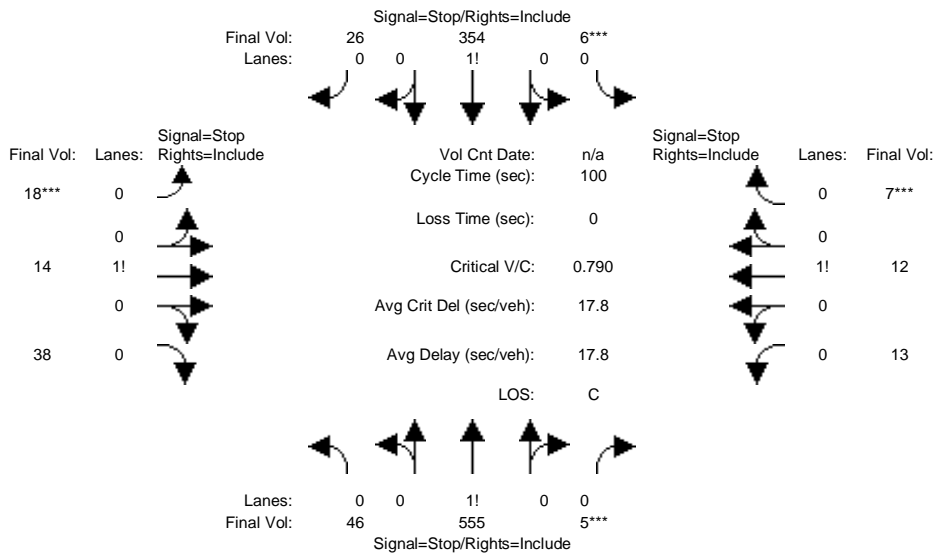 Signal=Stop/Rights=Include
Final Vol: 26 354 6***
Lanes: 0 0 1! 0 0
Signal=Stop
Final Vol: Lanes: Rights=Include
Vol Cnt Date: n/a
Signal=Stop
Rights=Include Lanes: Final Vol:
Cycle Time (sec): 100
18*** 0
0 7***
Loss Time (sec): 0
0
0
14 1!
Critical V/C: 0.790
1! 12
0
Avg Crit Del (sec/veh): 17.8
0
38 0
Avg Delay (sec/veh): 17.8
0 13
LOS: C
Lanes: 0 0 1! 0 0
Final Vol: 46 555 5***
Signal=Stop/Rights=Include